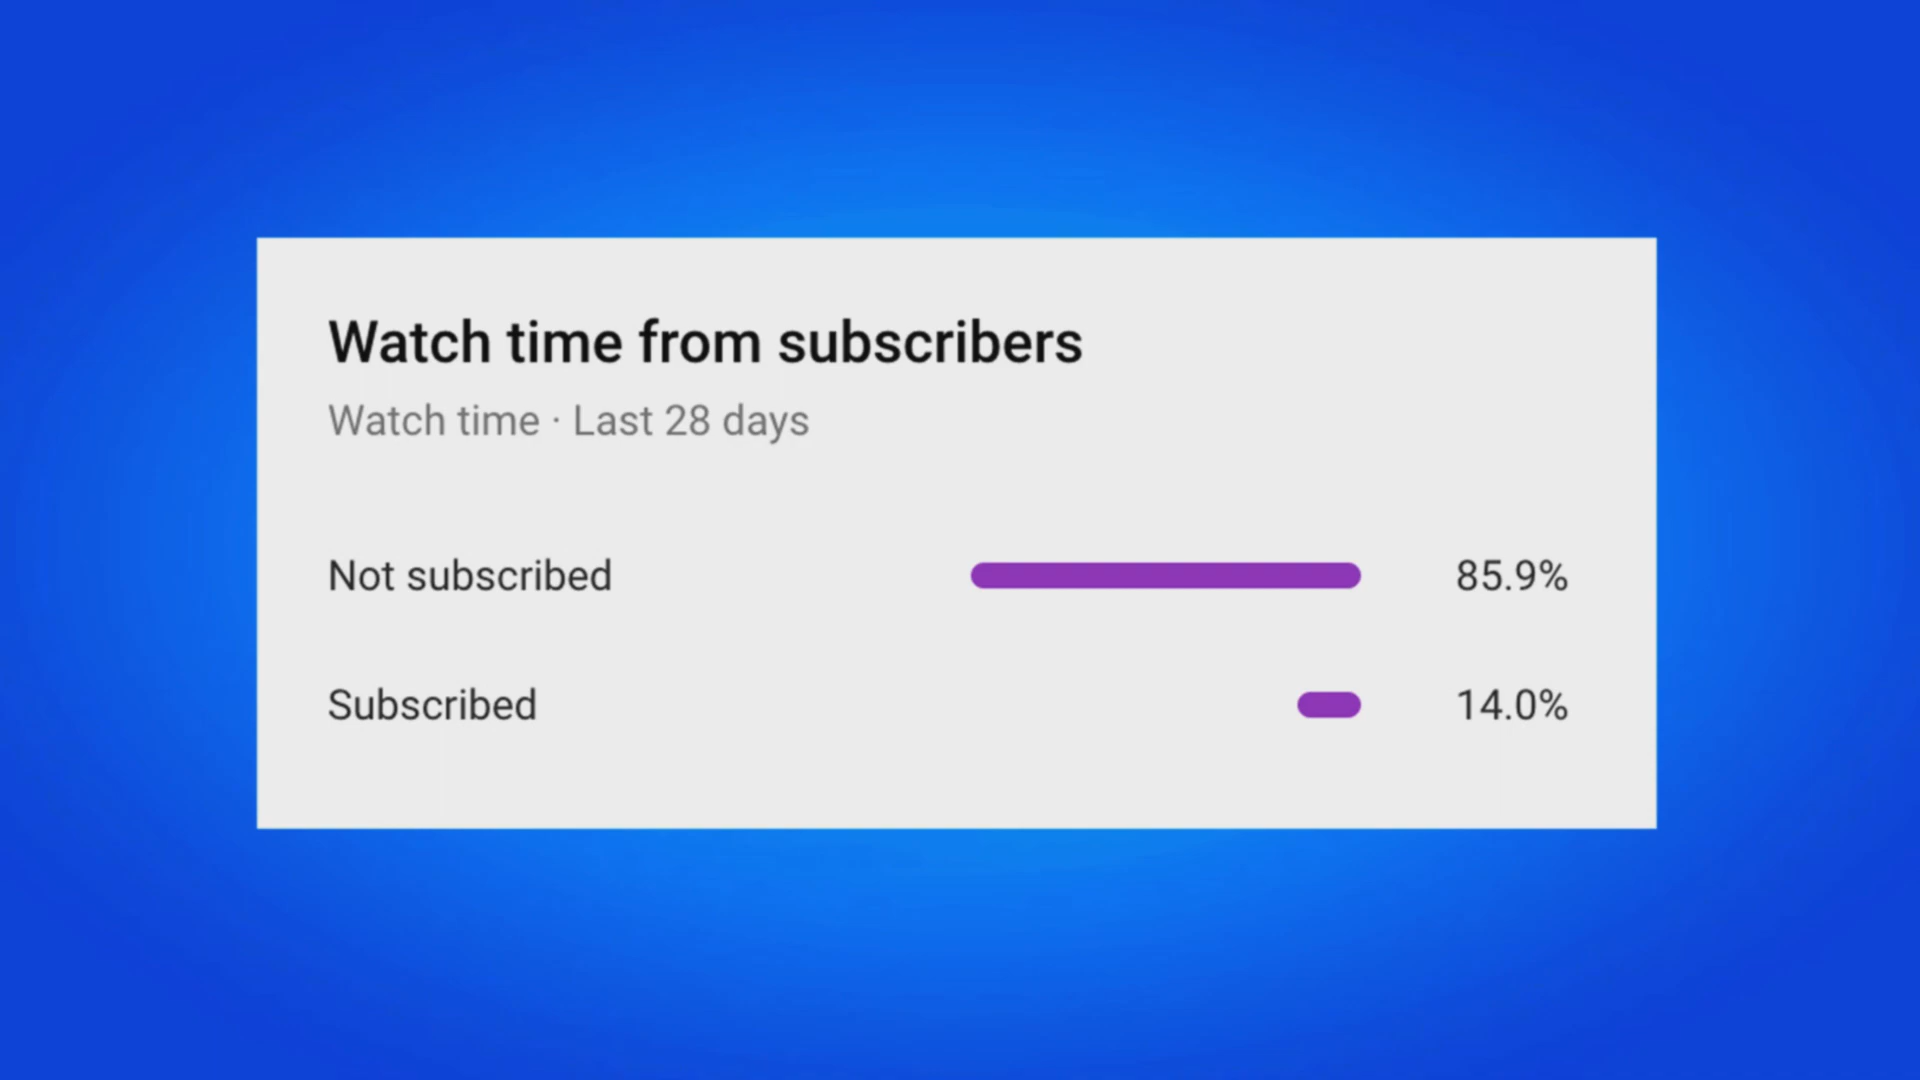 Watch time from subscribers
Watch time · Last 28 days
Not subscribed 85.9%
Subscribed 14.0%